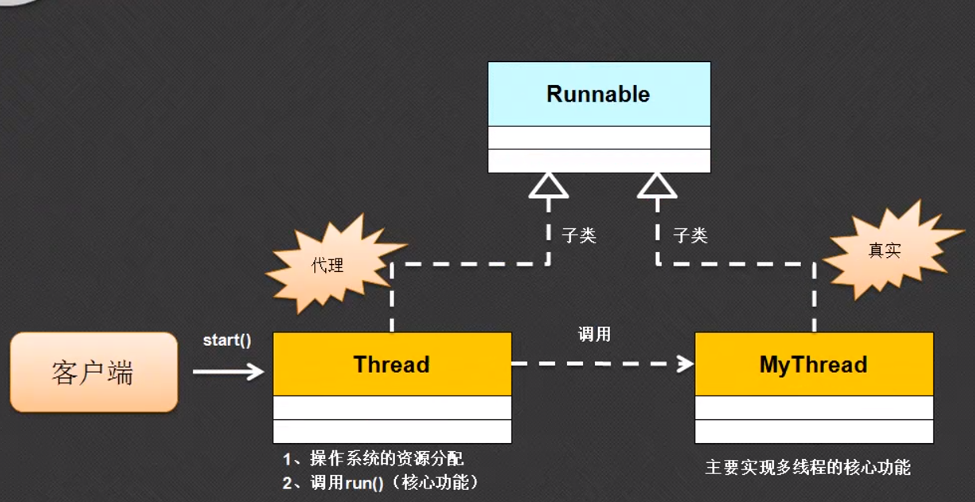 Runnable
子类
子类
代理
真实
客户端
start()
Thread
调用
MyThread
1、操作系统的资源分配
2、调用run()（核心功能）
主要实现多线程的核心功能